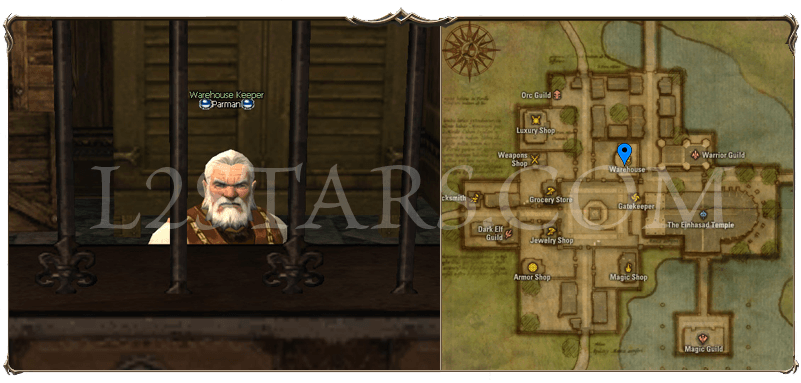 Warehouse Keeper
Parman
L2STARS.COM
Orc Guild
Luxury Shop
Weapons
Shop
Warehouse
Warrior Guild
cksmith
Grocery Store
Gatekeeper
The Einhasad Temple
Dark Elf
Guild
Jewelry Shop
Armor Shop
Magic Shop
Magic Guild